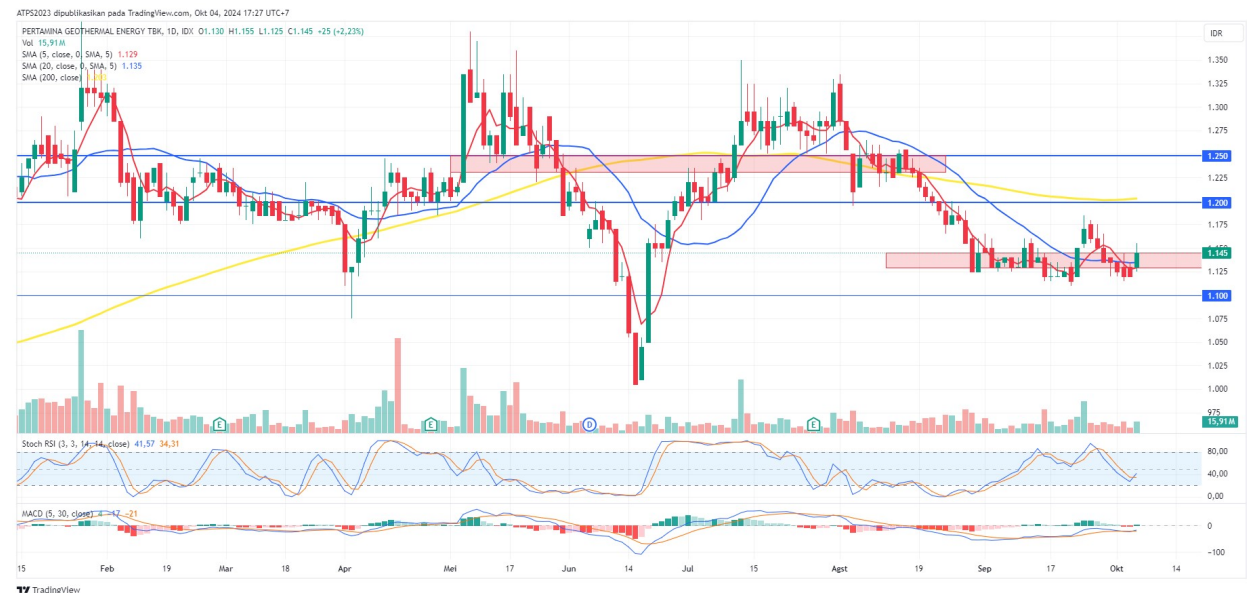 ATPS2023 dipublikasikan pada TradingView.com, Okt 04, 2024 17:27 UTC+7
PERTAMINA GEOTHERMAL ENERGY TBK, 1D, IDX O1.130 H1.155 L1.125 C1.145 +25 (+2,23%)
IDR
Vol 15,91M
SMA (5, close, 0, SMA, 5) 1.129
SMA (20, close, 0, SMA, 5) 1.135
SMA (200, close)
1.350
1.325
1.300
1.275
1.250
1.225
1.200
1.175
1.145
1.125
1.100
1.075
1.050
1.025
1.000
975
15,91M
E
E
D
E
Stoch RSI (3, 3, 14, 14, close) 41,57 34,31
80,00
40,00
0,00
MACD (5, 30, close) 4 -17 -21
0
-100
15 Feb 19 Mar 18 Apr Mei 17 Jun 14 Jul 15 Agst 19 Sep 17 Okt 14
TradingView